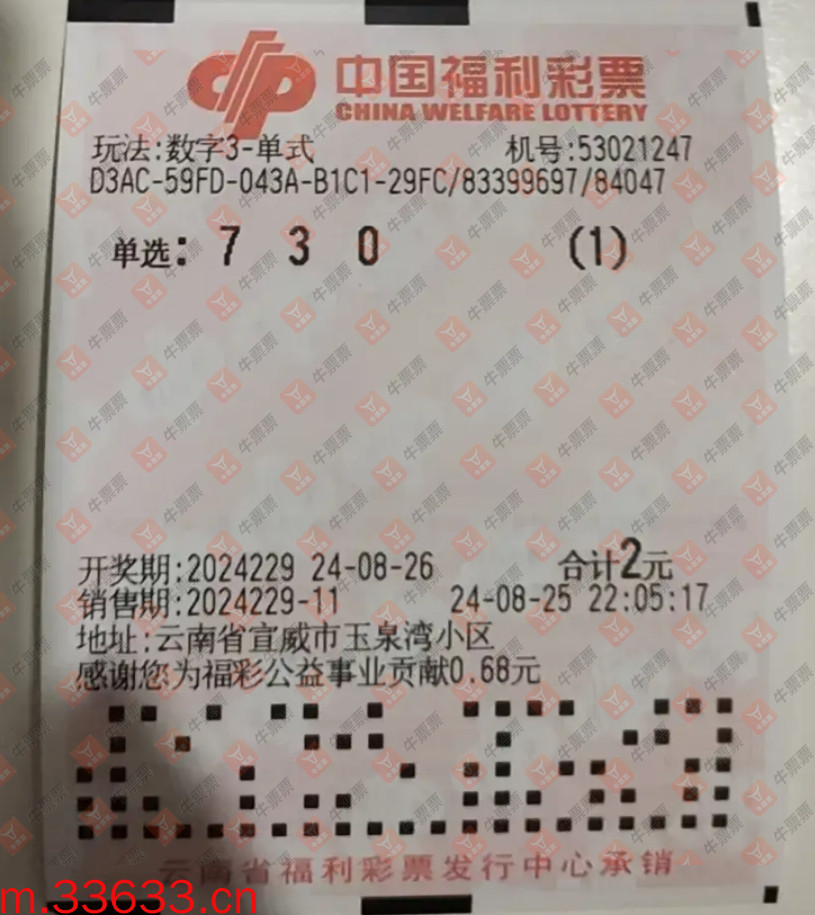 中国福利彩票
CHINA WELFARE LOTTERY
玩法:数字3-单式 机号:53021247
D3AC-59FD-043A-B1C1-29FC/83399697/84047
单选: 7 3 0 (1)
开奖期:2024229 24-08-26 合计2元
销售期:2024229-11 24-08-25 22:05:17
地址:云南省宣威市玉泉湾小区
感谢您为福彩公益事业贡献0.68元
云南省福利彩票发行中心承销
m.33633.cn
牛票票